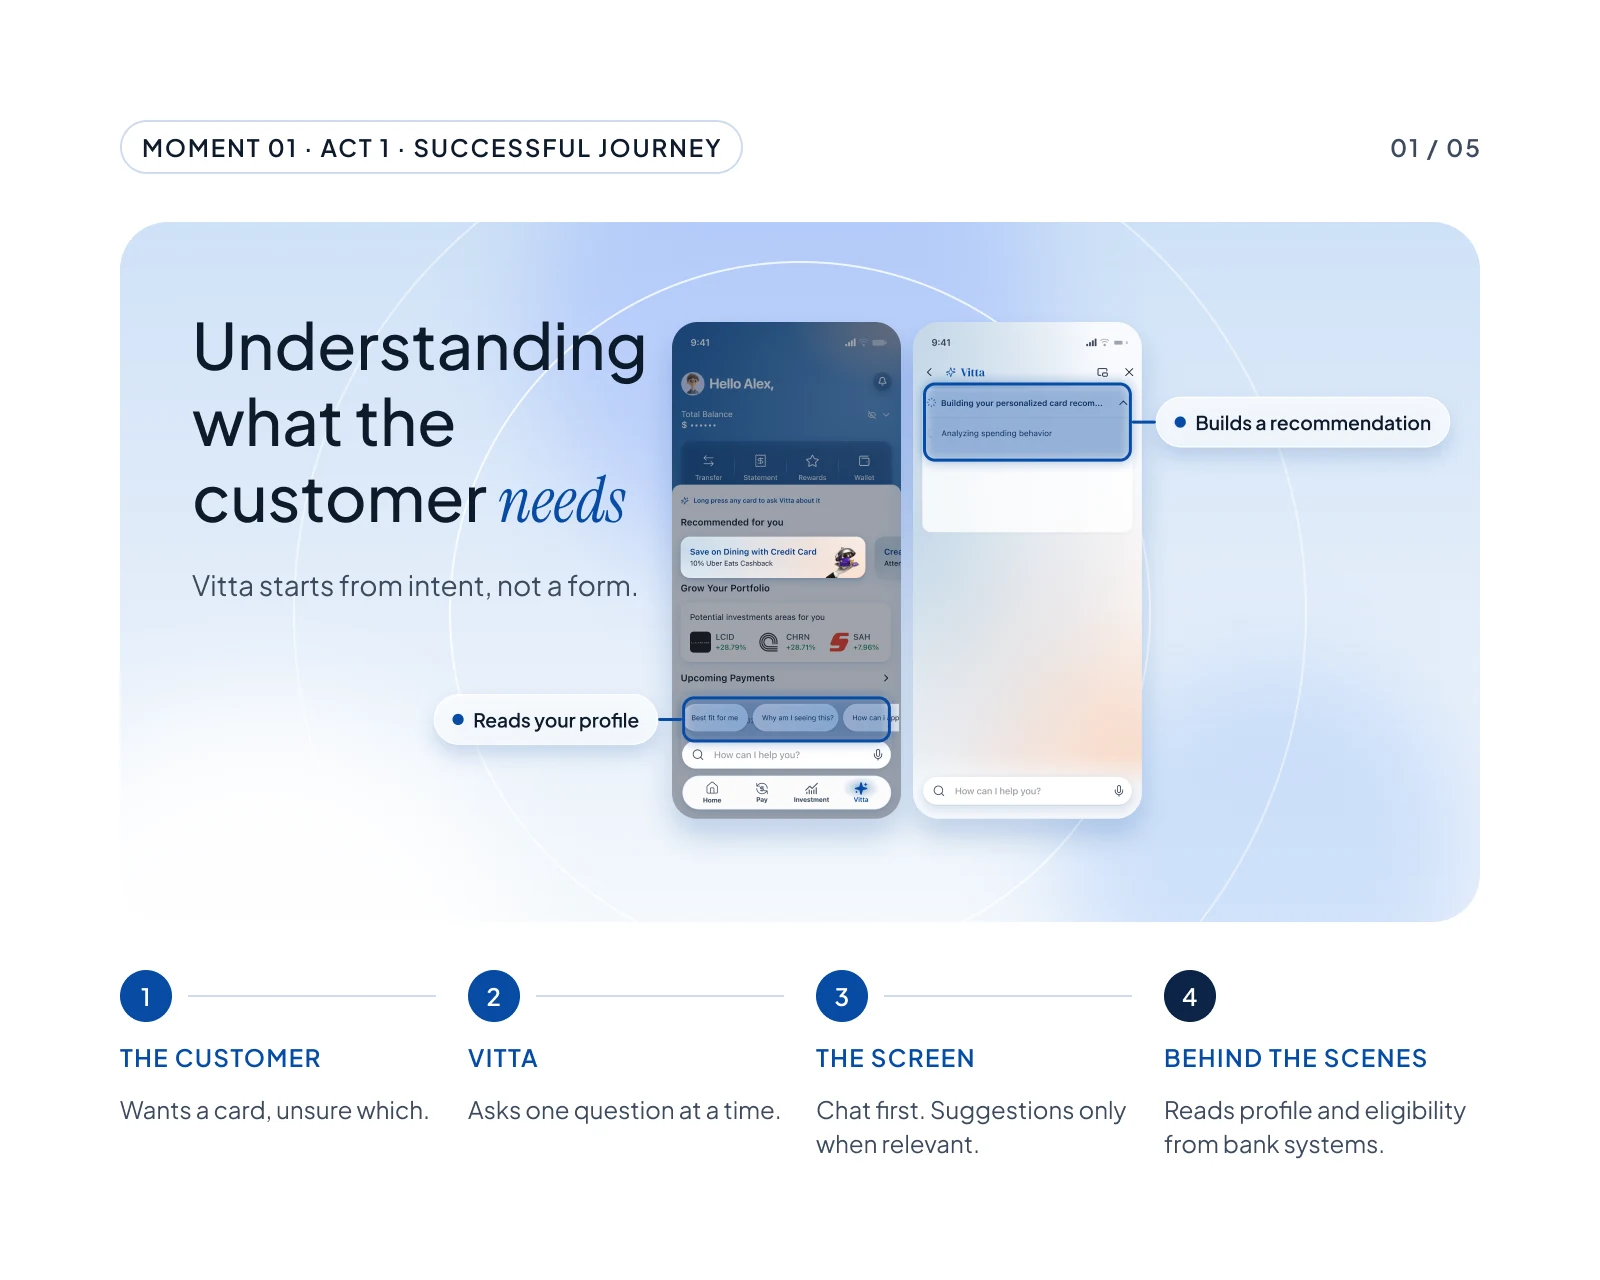 MOMENT 01 · ACT 1 · SUCCESSFUL JOURNEY
01 / 05
Understanding
what the
customer needs
Vitta starts from intent, not a form.
Reads your profile
9:41
Hello Alex,
Total Balance
$ ••••••
Transfer
Statement
Rewards
Wallet
Long press any card to ask Vitta about it
Recommended for you
Save on Dining with Credit Card
10% Uber Eats Cashback
Grow Your Portfolio
Potential investments areas for you
LCID
+28.79%
CHRN
+28.71%
SAH
+7.96%
Upcoming Payments
Best fit for me
Why am I seeing this?
How can i app
How can I help you?
Home
Pay
Investment
Vitta
9:41
Vitta
Building your personalized card recom...
Analyzing spending behavior
How can I help you?
Builds a recommendation
1
THE CUSTOMER
Wants a card, unsure which.
2
VITTA
Asks one question at a time.
3
THE SCREEN
Chat first. Suggestions only
when relevant.
4
BEHIND THE SCENES
Reads profile and eligibility
from bank systems.